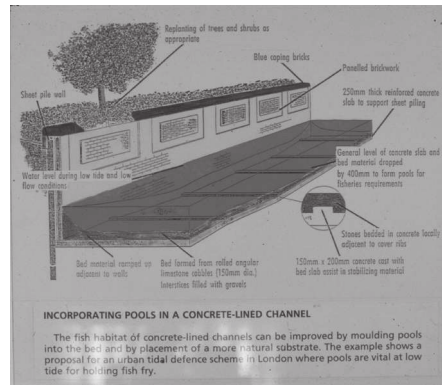 Replanting of trees and shrubs as
appropriate
Blue coping bricks
Panelled brickwork
Sheet pile wall
250mm thick reinforced concrete
slab to support sheet piling
Water level during low tide and low
flow conditions
General level of concrete slab and
bed material dropped
by 400mm to form pools for
fisheries requirements
Stones bedded in concrete locally
adjacent to cover ribs
Bed material ramped up
adjacent to walls
Bed formed from rolled angular
limestone cobbles (150mm dia.)
Interstices filled with gravels
150mm x 200mm concrete cast with
bed slab assist in stabilizing material
INCORPORATING POOLS IN A CONCRETE-LINED CHANNEL
The fish habitat of concrete-lined channels can be improved by moulding pools
into the bed and by placement of a more natural substrate. The example shows a
proposal for an urban tidal defence scheme in London where pools are vital at low
tide for holding fish fry.